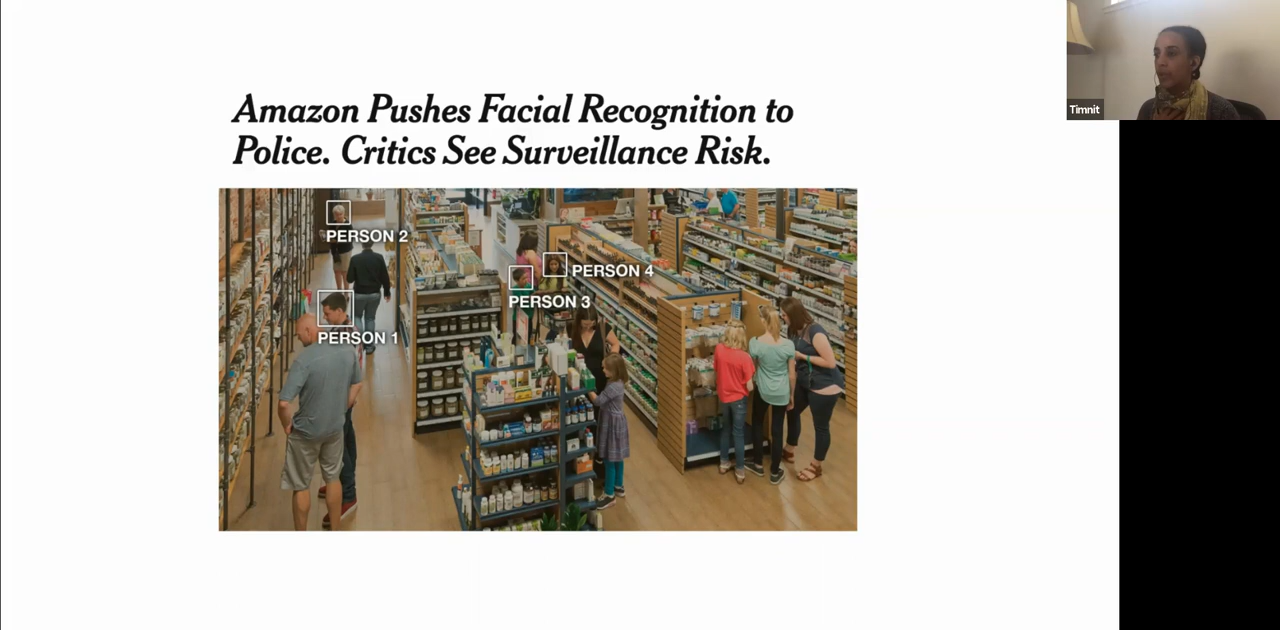 Amazon Pushes Facial Recognition to
Police. Critics See Surveillance Risk.
Timnit
PERSON 2
PERSON 4
PERSON 3
PERSON 1